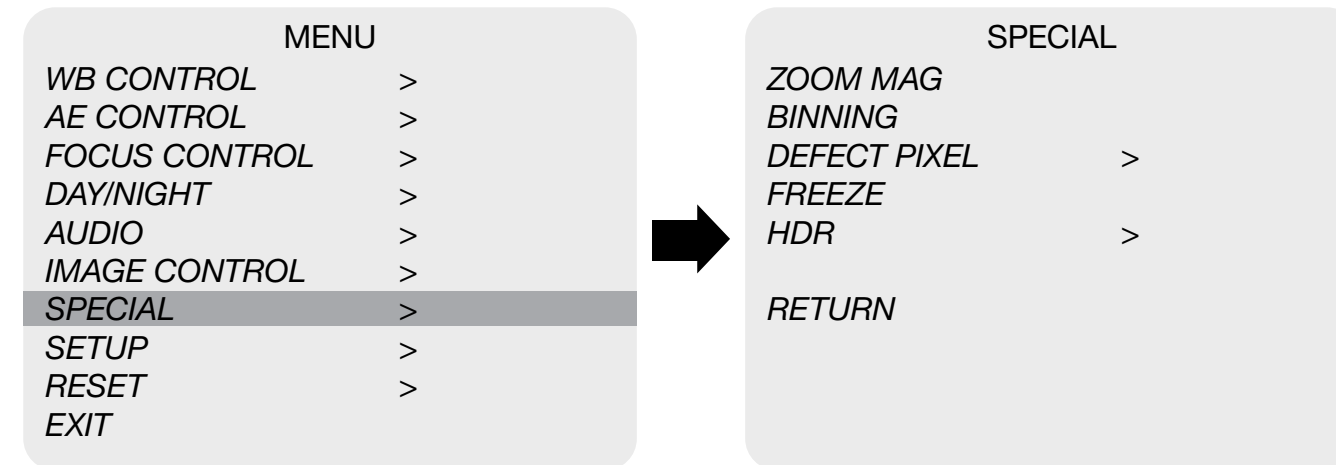 MENU
WB CONTROL >
AE CONTROL >
FOCUS CONTROL >
DAY/NIGHT >
AUDIO >
IMAGE CONTROL >
SPECIAL >
SETUP >
RESET >
EXIT
SPECIAL
ZOOM MAG
BINNING
DEFECT PIXEL >
FREEZE
HDR >
RETURN